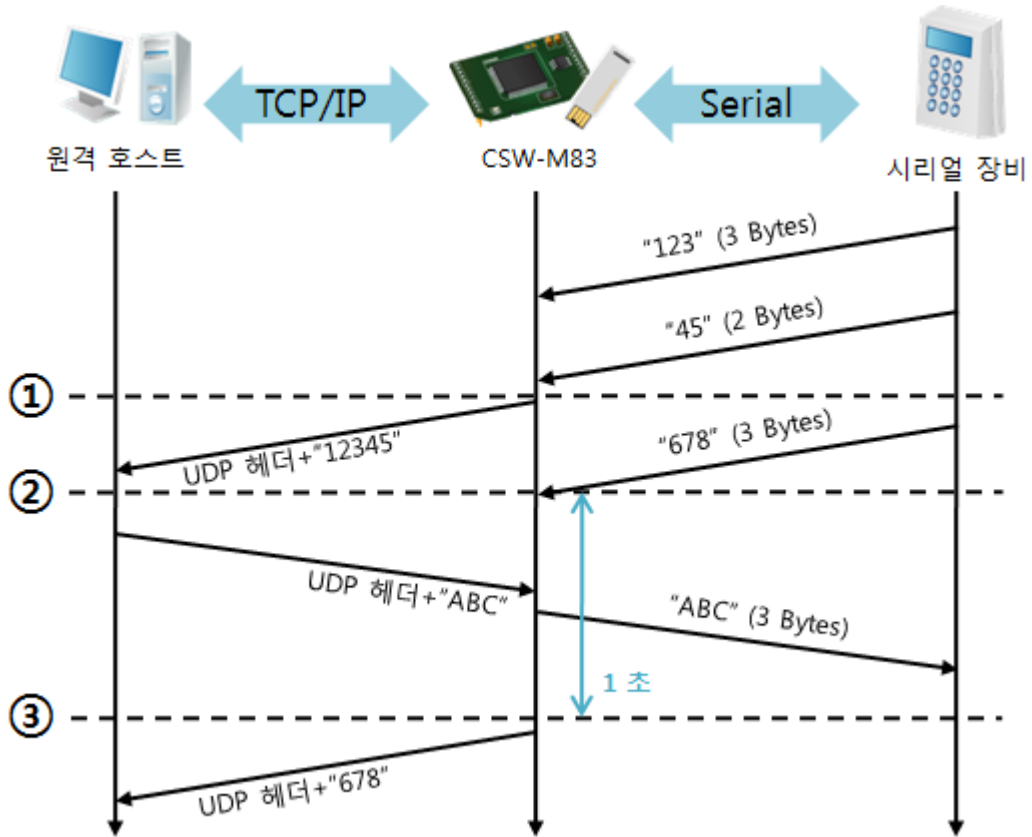 TCP/IP
Serial
원격 호스트
CSW-M83
시리얼 장비
"123" (3 Bytes)
"45" (2 Bytes)
①
UDP 헤더+"12345"
"678" (3 Bytes)
②
UDP 헤더+"ABC"
"ABC" (3 Bytes)
1 초
③
UDP 헤더+"678"